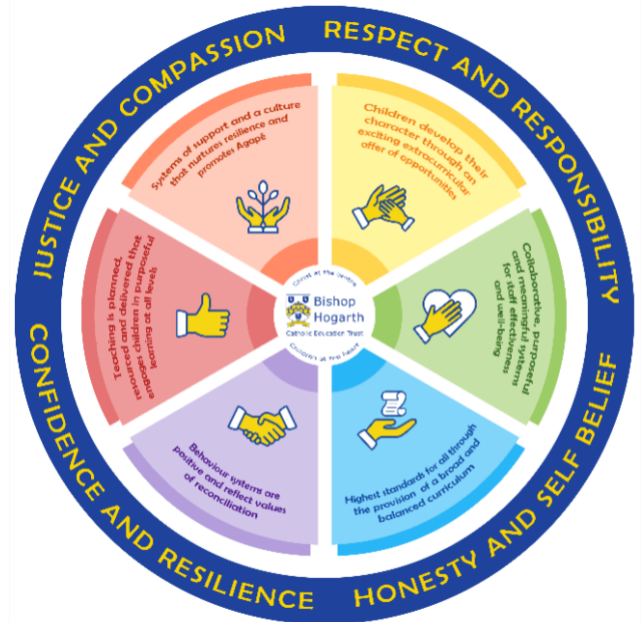 JUSTICE AND COMPASSION
RESPECT AND RESPONSIBILITY
HONESTY AND SELF BELIEF
CONFIDENCE AND RESILIENCE
Systems of support and a culture
that nurtures resilience and
promotes Agapé
Children develop their
character through an
exciting extracurricular
offer of opportunities
Collaborative, purposeful
and meaningful systems
for staff effectiveness
and well-being
Highest standards for all through
the provision of a broad and
balanced curriculum
Behaviour systems are
positive and reflect values
of reconciliation
Teaching is planned,
resourced and delivered that
engages children in purposeful
learning at all levels
Christ at the centre
Bishop
Hogarth
Catholic Education Trust
Children at the heart